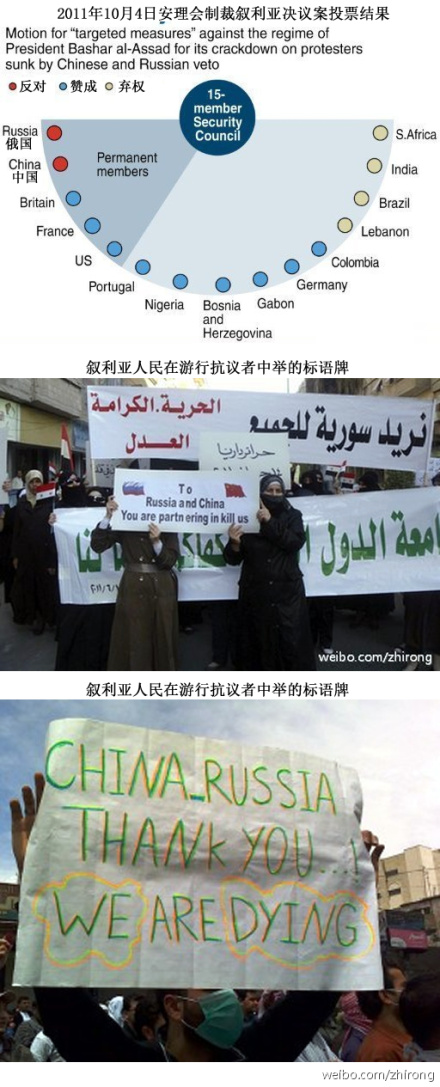 2011年10月4日安理会制裁叙利亚决议案投票结果
Motion for “targeted measures” against the regime of
President Bashar al-Assad for its crackdown on protesters
sunk by Chinese and Russian veto
反对 赞成 弃权
15-
member
Security
Council
Russia
俄国
China
中国
Britain
France
US
Portugal
Nigeria
Bosnia
and
Herzegovina
Gabon
Germany
Colombia
Lebanon
Brazil
India
S.Africa
Permanent
members
叙利亚人民在游行抗议者中举的标语牌
الحرية.الكرامة
العدل
نريد سورية للجميع
حرائر داريا
To
Russia and China
You are partnering in kill us
امعة الدول
weibo.com/zhirong
叙利亚人民在游行抗议者中举的标语牌
CHINA_RUSSIA
THANK YOU...!
WE ARE DYING
weibo.com/zhirong